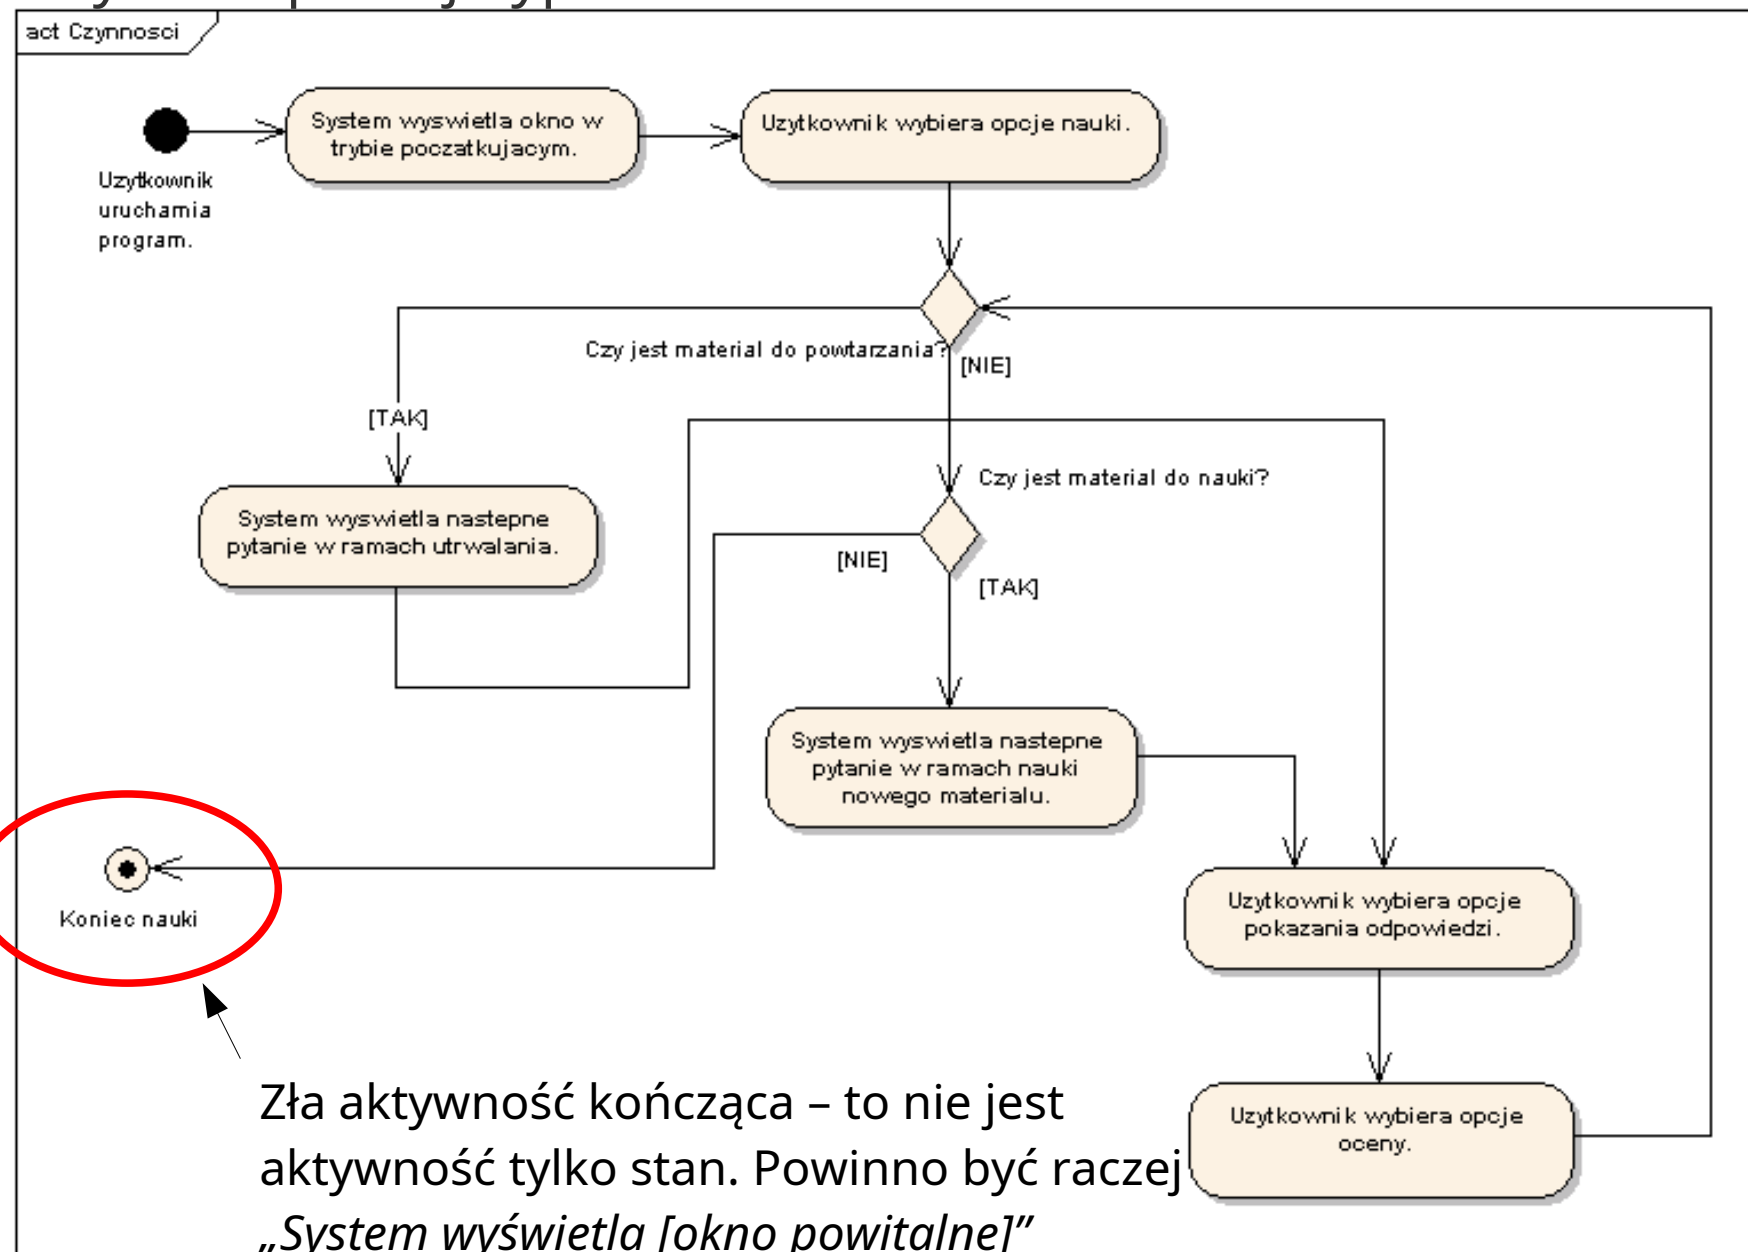 act Czynnosci
System wyswietla okno w
trybie poczatkujacym.
Uzytkownik wybiera opcje nauki.
Uzytkownik
uruchamia
program.
Czy jest material do powtarzania?
[NIE]
[TAK]
Czy jest material do nauki?
System wyswietla nastepne
pytanie w ramach utrwalania.
[NIE]
[TAK]
System wyswietla nastepne
pytanie w ramach nauki
nowego materialu.
Koniec nauki
Uzytkownik wybiera opcje
pokazania odpowiedzi.
Uzytkownik wybiera opcje
oceny.
Zła aktywność kończąca – to nie jest
aktywność tylko stan. Powinno być raczej
„System wyświetla [okno powitalne]”